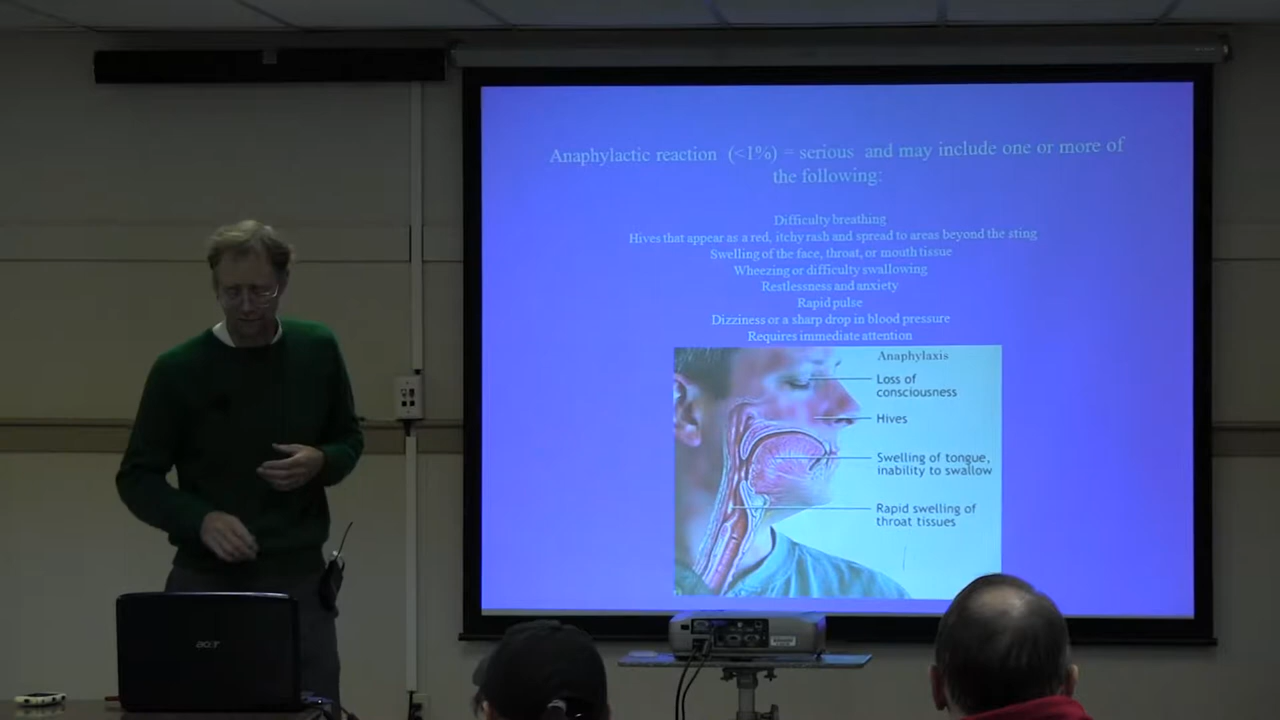 Anaphylactic reaction (<1%) = serious and may include one or more of
the following:
Difficulty breathing
Hives that appear as a red, itchy rash and spread to areas beyond the sting
Swelling of the face, throat, or mouth tissue
Wheezing or difficulty swallowing
Restlessness and anxiety
Rapid pulse
Dizziness or a sharp drop in blood pressure
Requires immediate attention
Anaphylaxis
Loss of
consciousness
Hives
Swelling of tongue,
inability to swallow
Rapid swelling of
throat tissues
acer